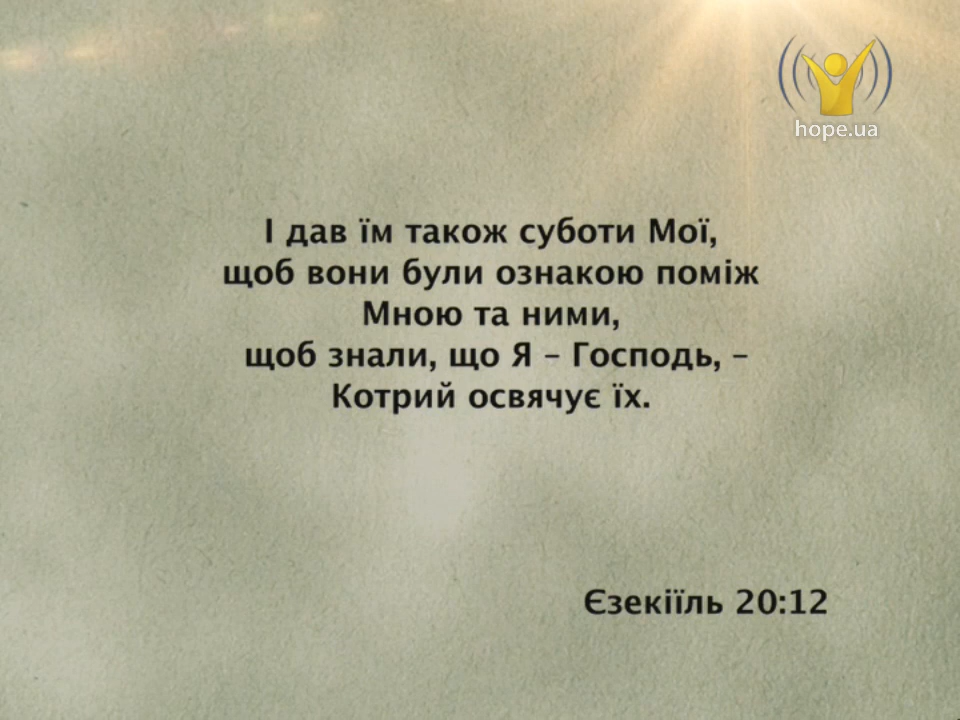 hope.ua
І дав їм також суботи Мої,
щоб вони були ознакою поміж
Мною та ними,
щоб знали, що Я – Господь, –
Котрий освячує їх.
Єзекіїль 20:12